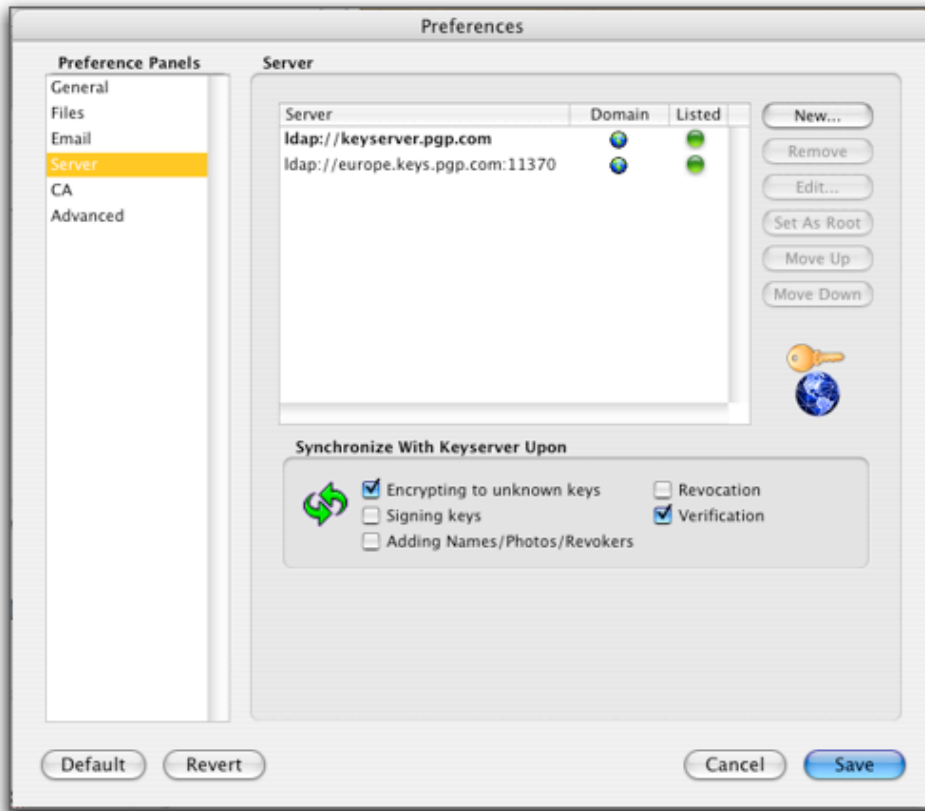 Preferences
Preference Panels
General
Files
Email
Server
CA
Advanced
Server
Server Domain Listed
ldap://keyserver.pgp.com
ldap://europe.keys.pgp.com:11370
New...
Remove
Edit...
Set As Root
Move Up
Move Down
Synchronize With Keyserver Upon
Encrypting to unknown keys
Signing keys
Adding Names/Photos/Revokers
Revocation
Verification
Default Revert Cancel Save